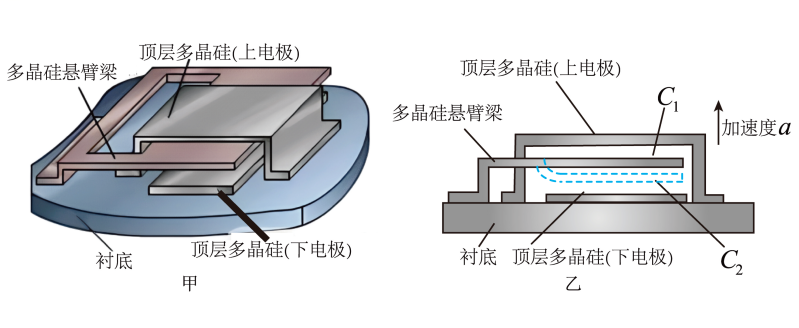 顶层多晶硅(上电极)
多晶硅悬臂梁
顶层多晶硅(下电极)
衬底
甲
顶层多晶硅(上电极)
C₁
多晶硅悬臂梁
加速度a
衬底
顶层多晶硅(下电极)
C₂
乙